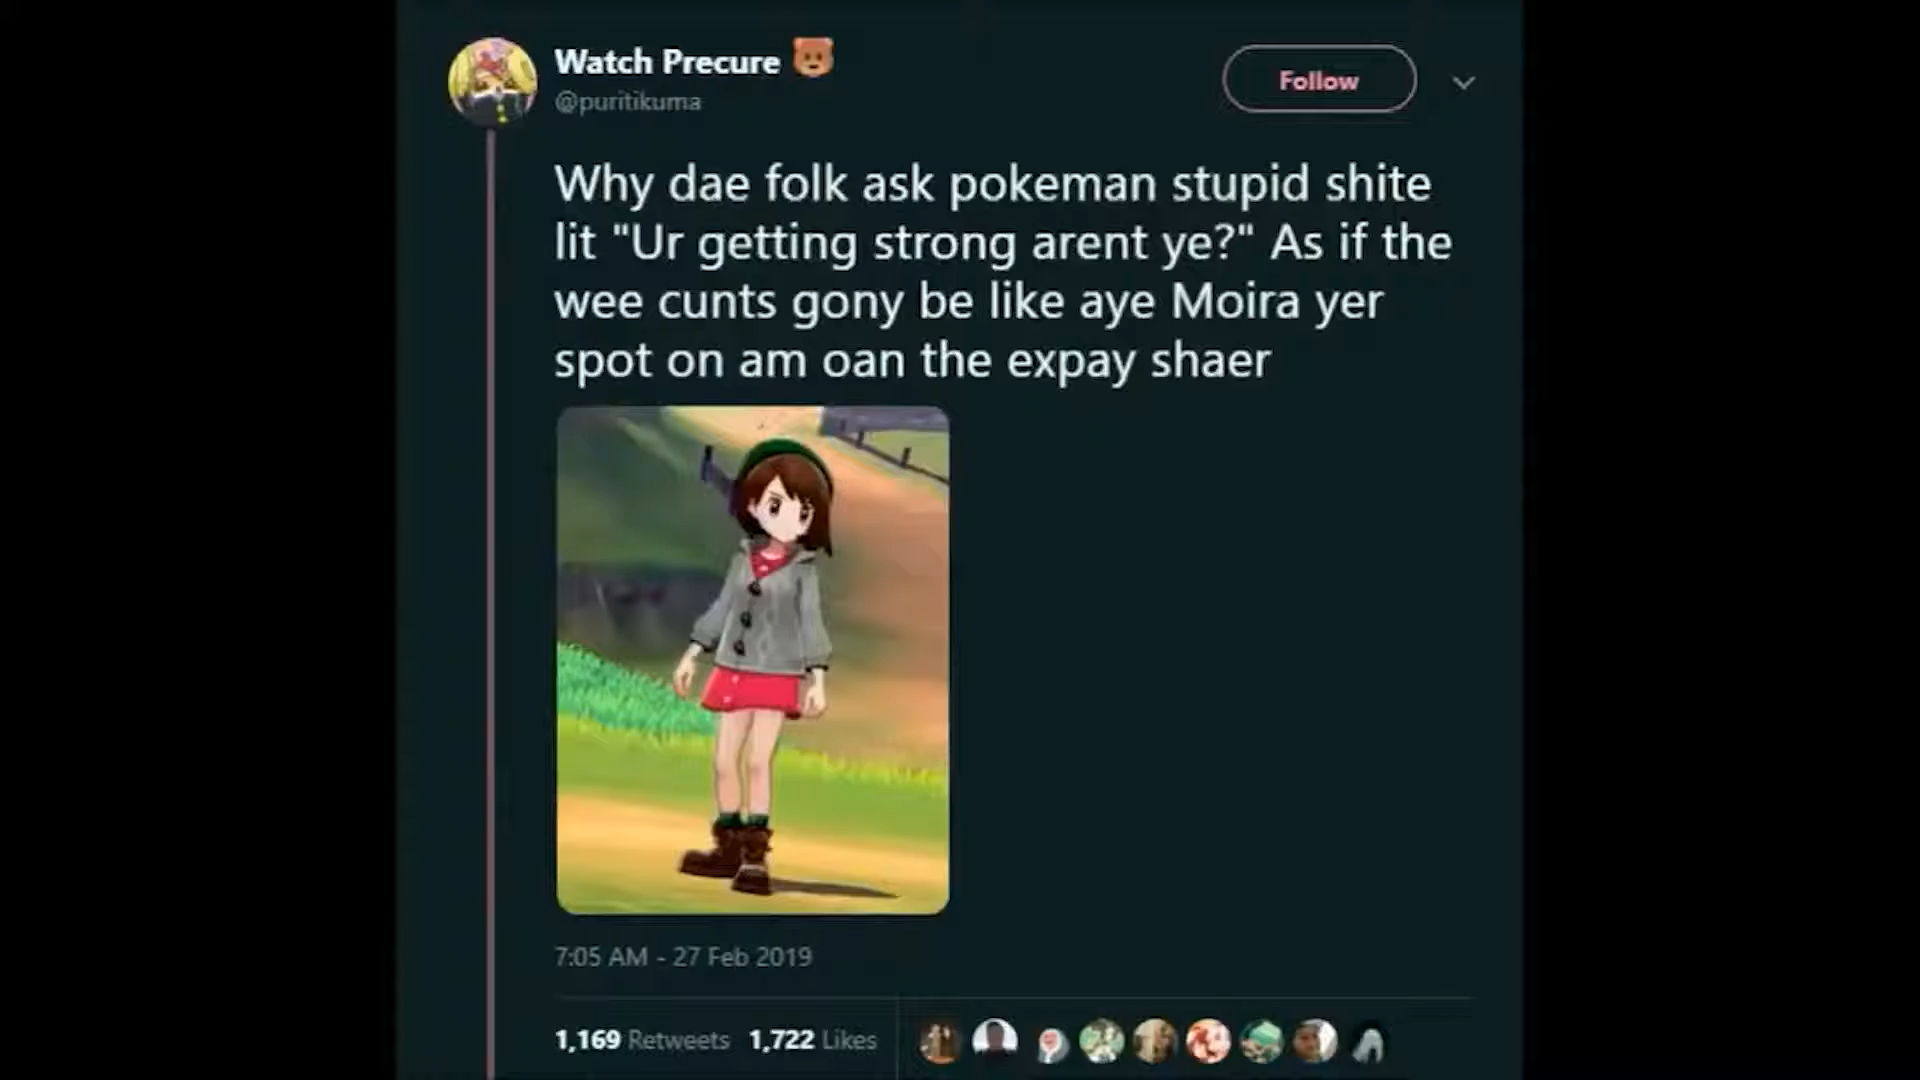 Watch Precure 🐻
@puritikuma
Follow
Why dae folk ask pokeman stupid shite
lit "Ur getting strong arent ye?" As if the
wee cunts gony be like aye Moira yer
spot on am oan the expay shaer
7:05 AM - 27 Feb 2019
1,169 Retweets 1,722 Likes